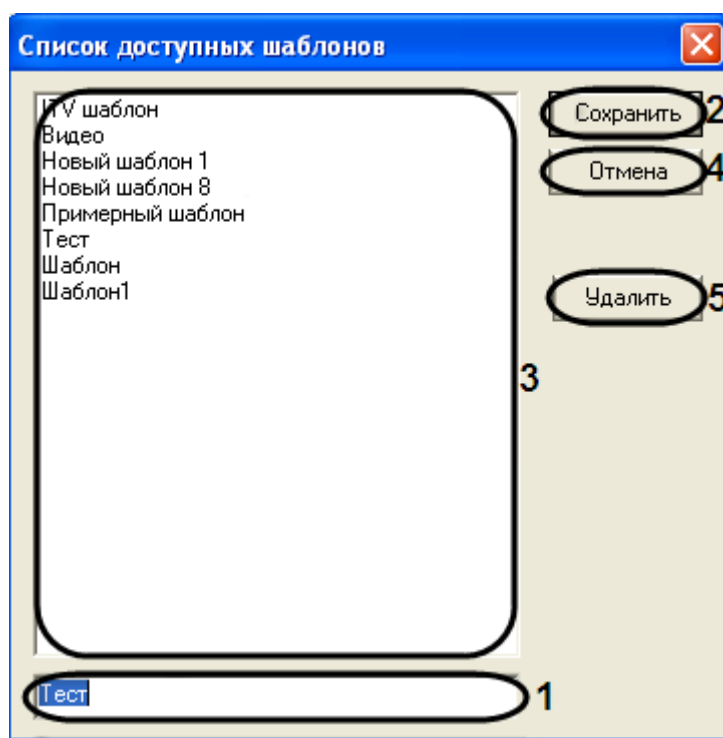 Список доступных шаблонов
ITV шаблон
Видео
Новый шаблон 1
Новый шаблон 8
Примерный шаблон
Тест
Шаблон
Шаблон1
Сохранить 2
Отмена 4
Удалить 5
3
Тест 1